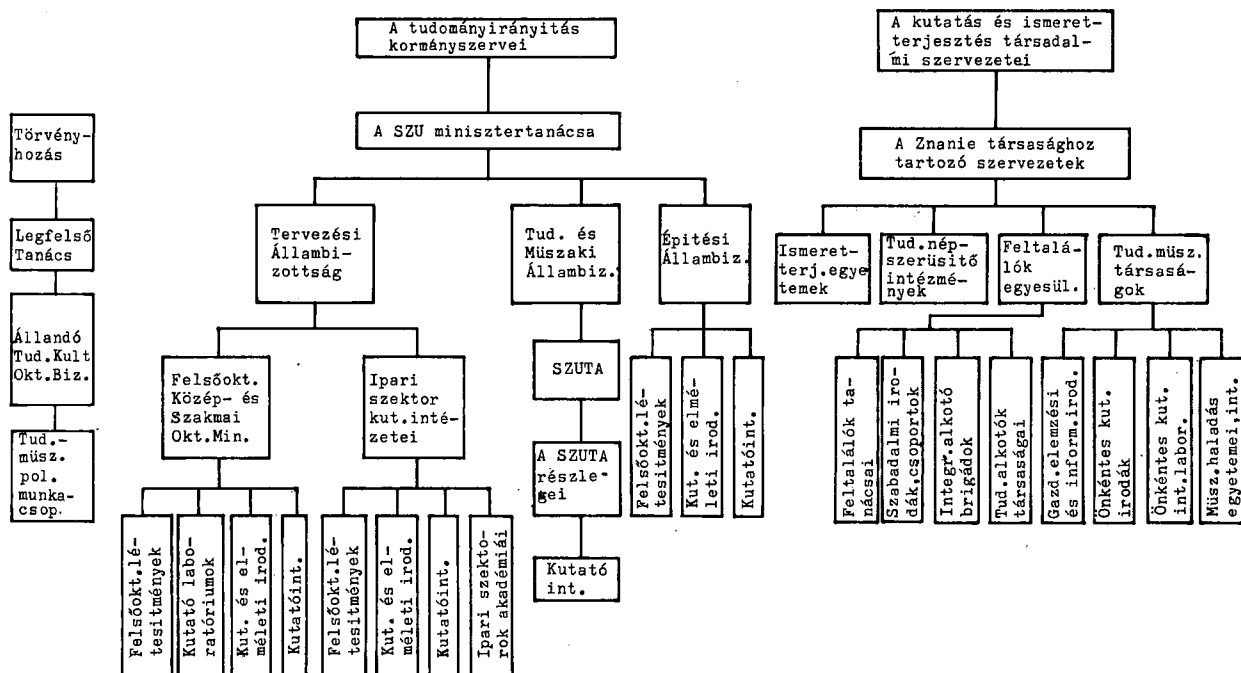 A tudományirányitás
kormányszervei
A kutatás és ismeret-
terjesztés társadal-
mi szervezetei
A SZU minisztertanácsa
A Znanie társasághoz
tartozó szervezetek
Törvény-
hozás
Legfelső
Tanács
Állandó
Tud.Kult
Okt.Biz.
Tud.-
müsz.
pol.
munka-
csop.
Tervezési
Állambi-
zottság
Tud. és
Müszaki
Állambiz.
Épitési
Állambiz.
Ismeret-
terj.egye
temek
Tud.nép-
szerüsitő
intézmé-
nyek
Feltalá-
lók
egyesül.
Tud.müsz.
társasá-
gok
Felsőokt.
Közép- és
Szakmai
Okt.Min.
Ipari
szektor
kut.inté-
zetei
SZUTA
A SZUTA
részle-
gei
Kutató
int.
Felsőokt.lé-
tesitmények
Kutató labo-
ratóriumok
Kut. és el-
méleti irod.
Kutatóint.
Felsőokt.lé-
tesitmények
Kut. és el-
méleti irod.
Kutatóint.
Ipari szekto-
rok akadémiái
Felsőokt.lé-
tesitmények
Kut. és elmé-
leti irod.
Kutatóint.
Feltalálók ta-
nácsai
Szabadalmi iro-
dák,csoportok
Integr.alkotó
brigádok
Tud.alkotók
társaságai
Gazd.elemzési
és inform.irod.
Önkéntes kut.
irodák
Önkéntes kut.
int.labor.
Müsz.haladás
egyetemei,int.